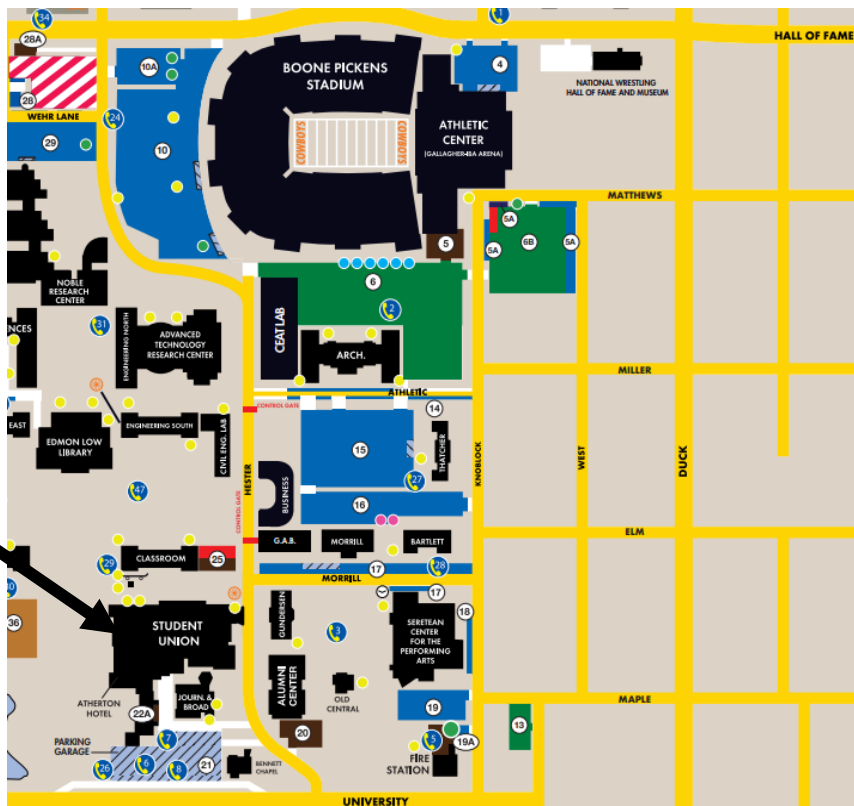 34
1
28A
HALL OF FAME
10A
4
BOONE PICKENS
STADIUM
NATIONAL WRESTLING
HALL OF FAME AND MUSEUM
28
WEHR LANE
24
COWBOYS
COWBOYS
ATHLETIC
CENTER
(GALLAGHER-IBA ARENA)
29
10
MATTHEWS
5A
5
5A
6B
5A
NOBLE
RESEARCH
CENTER
6
2
NCES
31
ENGINEERING NORTH
ADVANCED
TECHNOLOGY
RESEARCH CENTER
CEAT LAB
ARCH.
MILLER
ATHLETIC
CONTROL GATE
14
EAST
EDMON LOW
LIBRARY
ENGINEERING SOUTH
CIVIL ENG. LAB
HESTER
15
THATCHER
KNOBLOCK
WEST
DUCK
27
47
BUSINESS
CONTROL GATE
16
ELM
G.A.B.
MORRILL
BARTLETT
CLASSROOM
25
29
17
28
MORRILL
30
17
36
STUDENT
UNION
GUNDERSEN
3
SERETEAN
CENTER
FOR THE
PERFORMING
ARTS
18
ATHERTON
HOTEL
JOURN. &
BROAD
ALUMNI
CENTER
OLD
CENTRAL
MAPLE
22A
19
13
20
PARKING
GARAGE
7
5
19A
FIRE
STATION
26
6
8
21
BENNETT
CHAPEL
UNIVERSITY